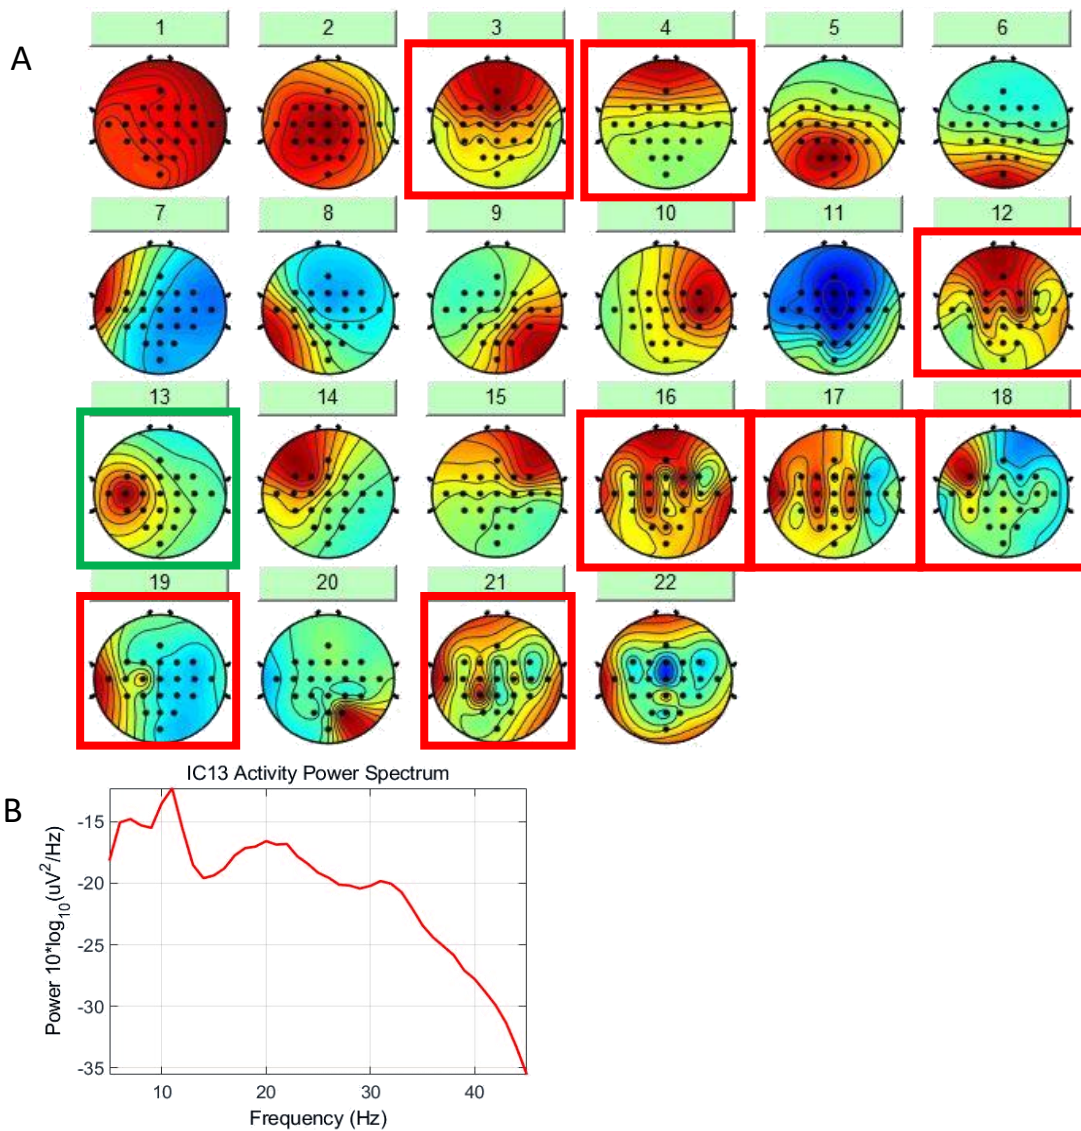 A
1 2 3 4 5 6
7 8 9 10 11 12
13 14 15 16 17 18
19 20 21 22
B
IC13 Activity Power Spectrum
Power 10*log10(uV2/Hz)
-15
-20
-25
-30
-35
10 20 30 40
Frequency (Hz)